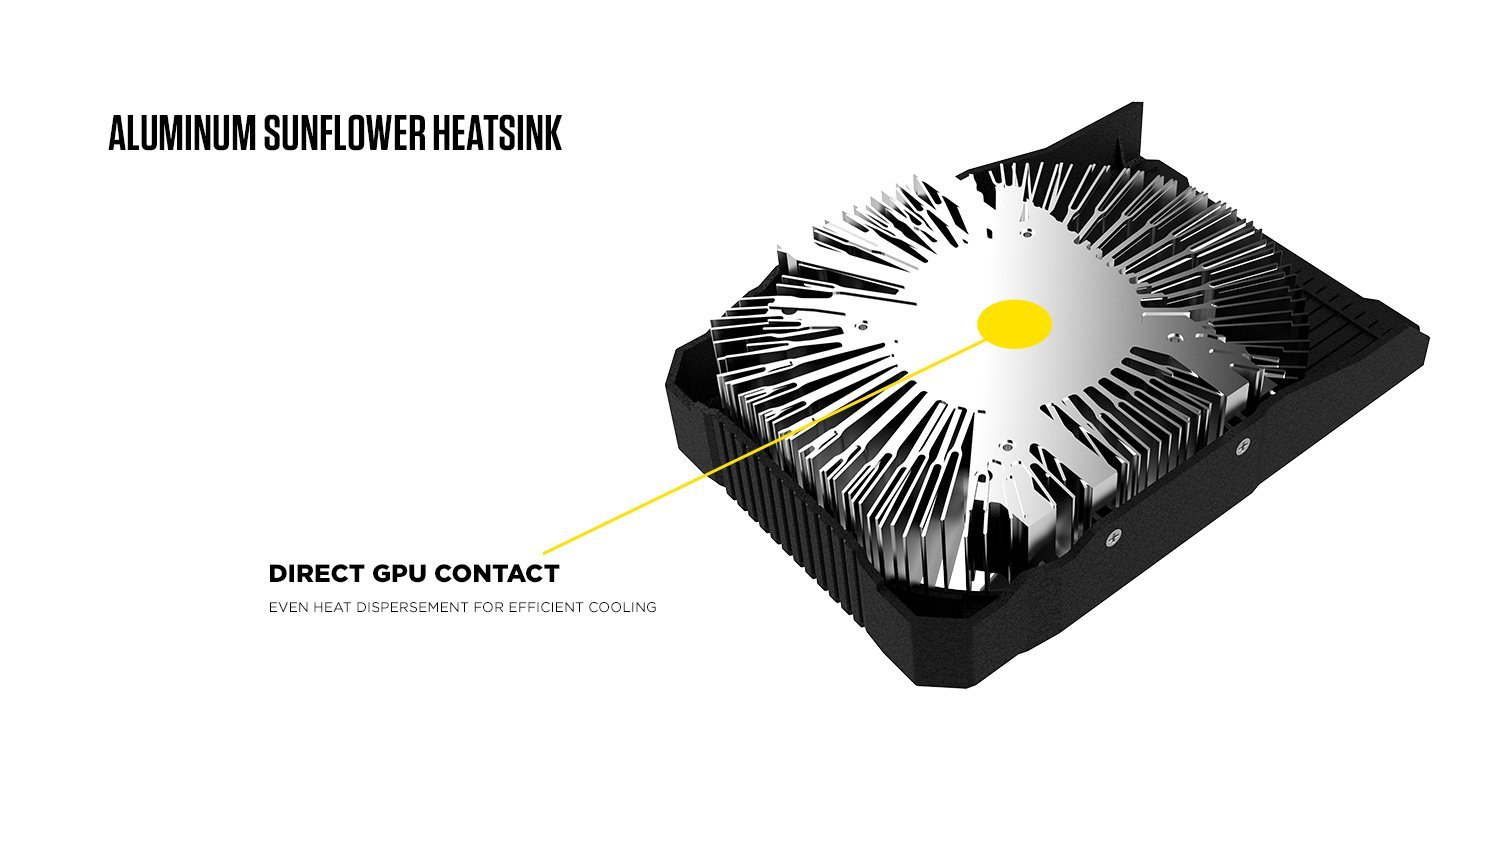 ALUMINUM SUNFLOWER HEATSINK
DIRECT GPU CONTACT
EVEN HEAT DISPERSEMENT FOR EFFICIENT COOLING